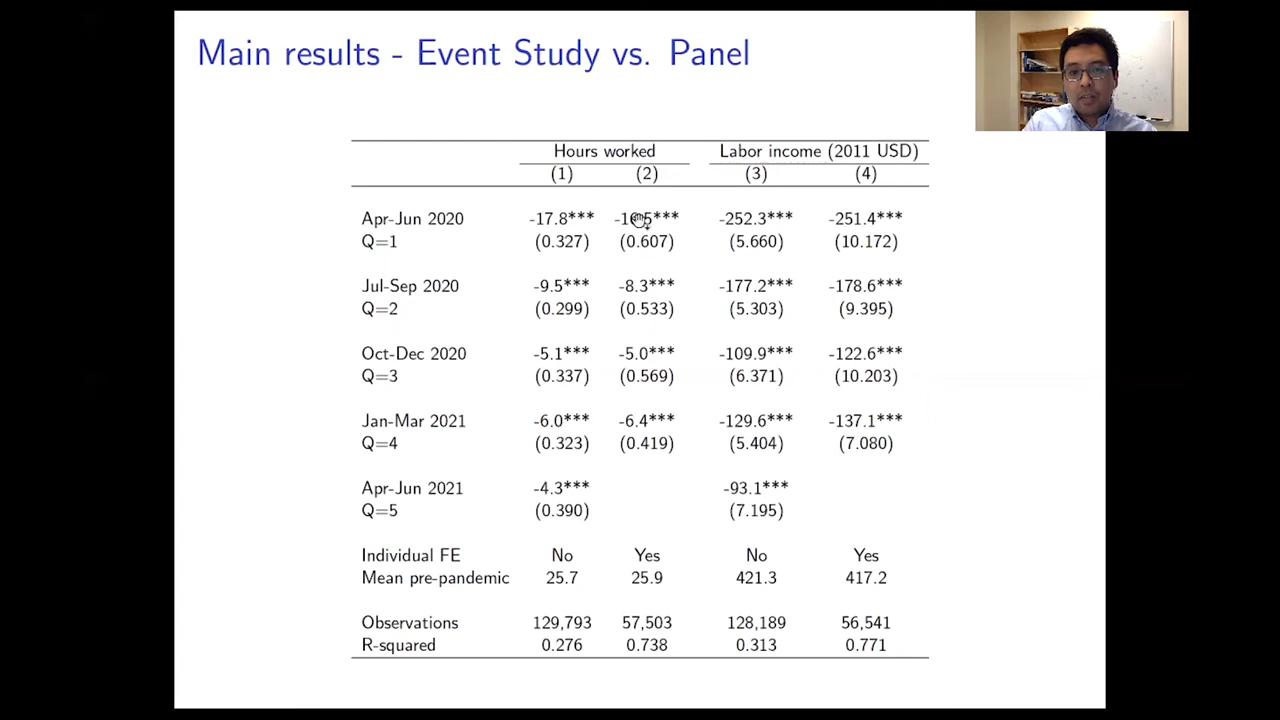 Main results - Event Study vs. Panel
Hours worked Labor income (2011 USD)
(1) (2) (3) (4)
Apr-Jun 2020 -17.8*** -252.3*** -251.4***
Q=1 (0.327) (0.607) (5.660) (10.172)
Jul-Sep 2020 -9.5*** -8.3*** -177.2*** -178.6***
Q=2 (0.299) (0.533) (5.303) (9.395)
Oct-Dec 2020 -5.1*** -5.0*** -109.9*** -122.6***
Q=3 (0.337) (0.569) (6.371) (10.203)
Jan-Mar 2021 -6.0*** -6.4*** -129.6*** -137.1***
Q=4 (0.323) (0.419) (5.404) (7.080)
Apr-Jun 2021 -4.3*** -93.1***
Q=5 (0.390) (7.195)
Individual FE No Yes No Yes
Mean pre-pandemic 25.7 25.9 421.3 417.2
Observations 129,793 57,503 128,189 56,541
R-squared 0.276 0.738 0.313 0.771